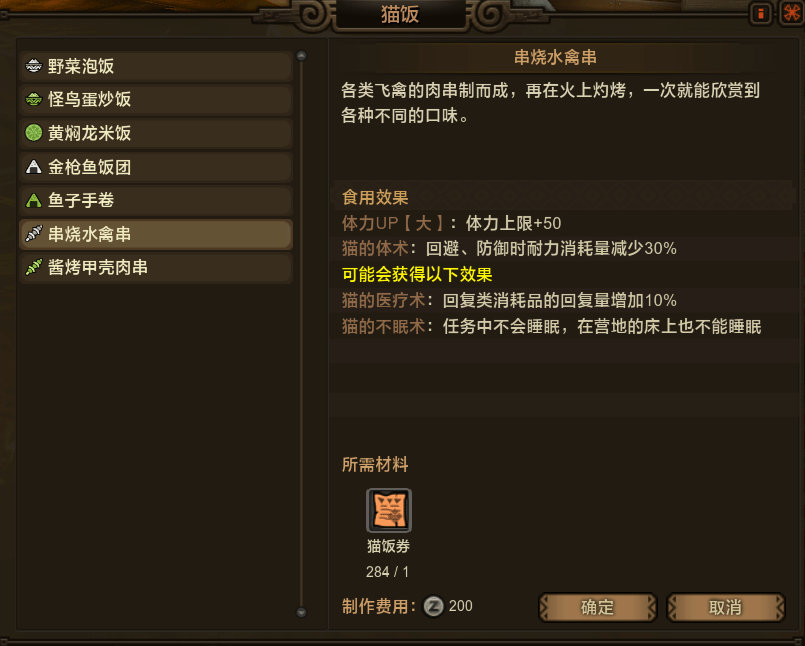 猫饭
野菜泡饭
怪鸟蛋炒饭
黄焖龙米饭
金枪鱼饭团
鱼子手卷
串烧水禽串
酱烤甲壳肉串
串烧水禽串
各类飞禽的肉串制而成，再在火上灼烤，一次就能欣赏到
各种不同的口味。
食用效果
体力UP【大】：体力上限+50
猫的体术：回避、防御时耐力消耗量减少30%
可能会获得以下效果
猫的医疗术：回复类消耗品的回复量增加10%
猫的不眠术：任务中不会睡眠，在营地的床上也不能睡眠
所需材料
猫饭券
284 / 1
制作费用：Z 200
确定
取消